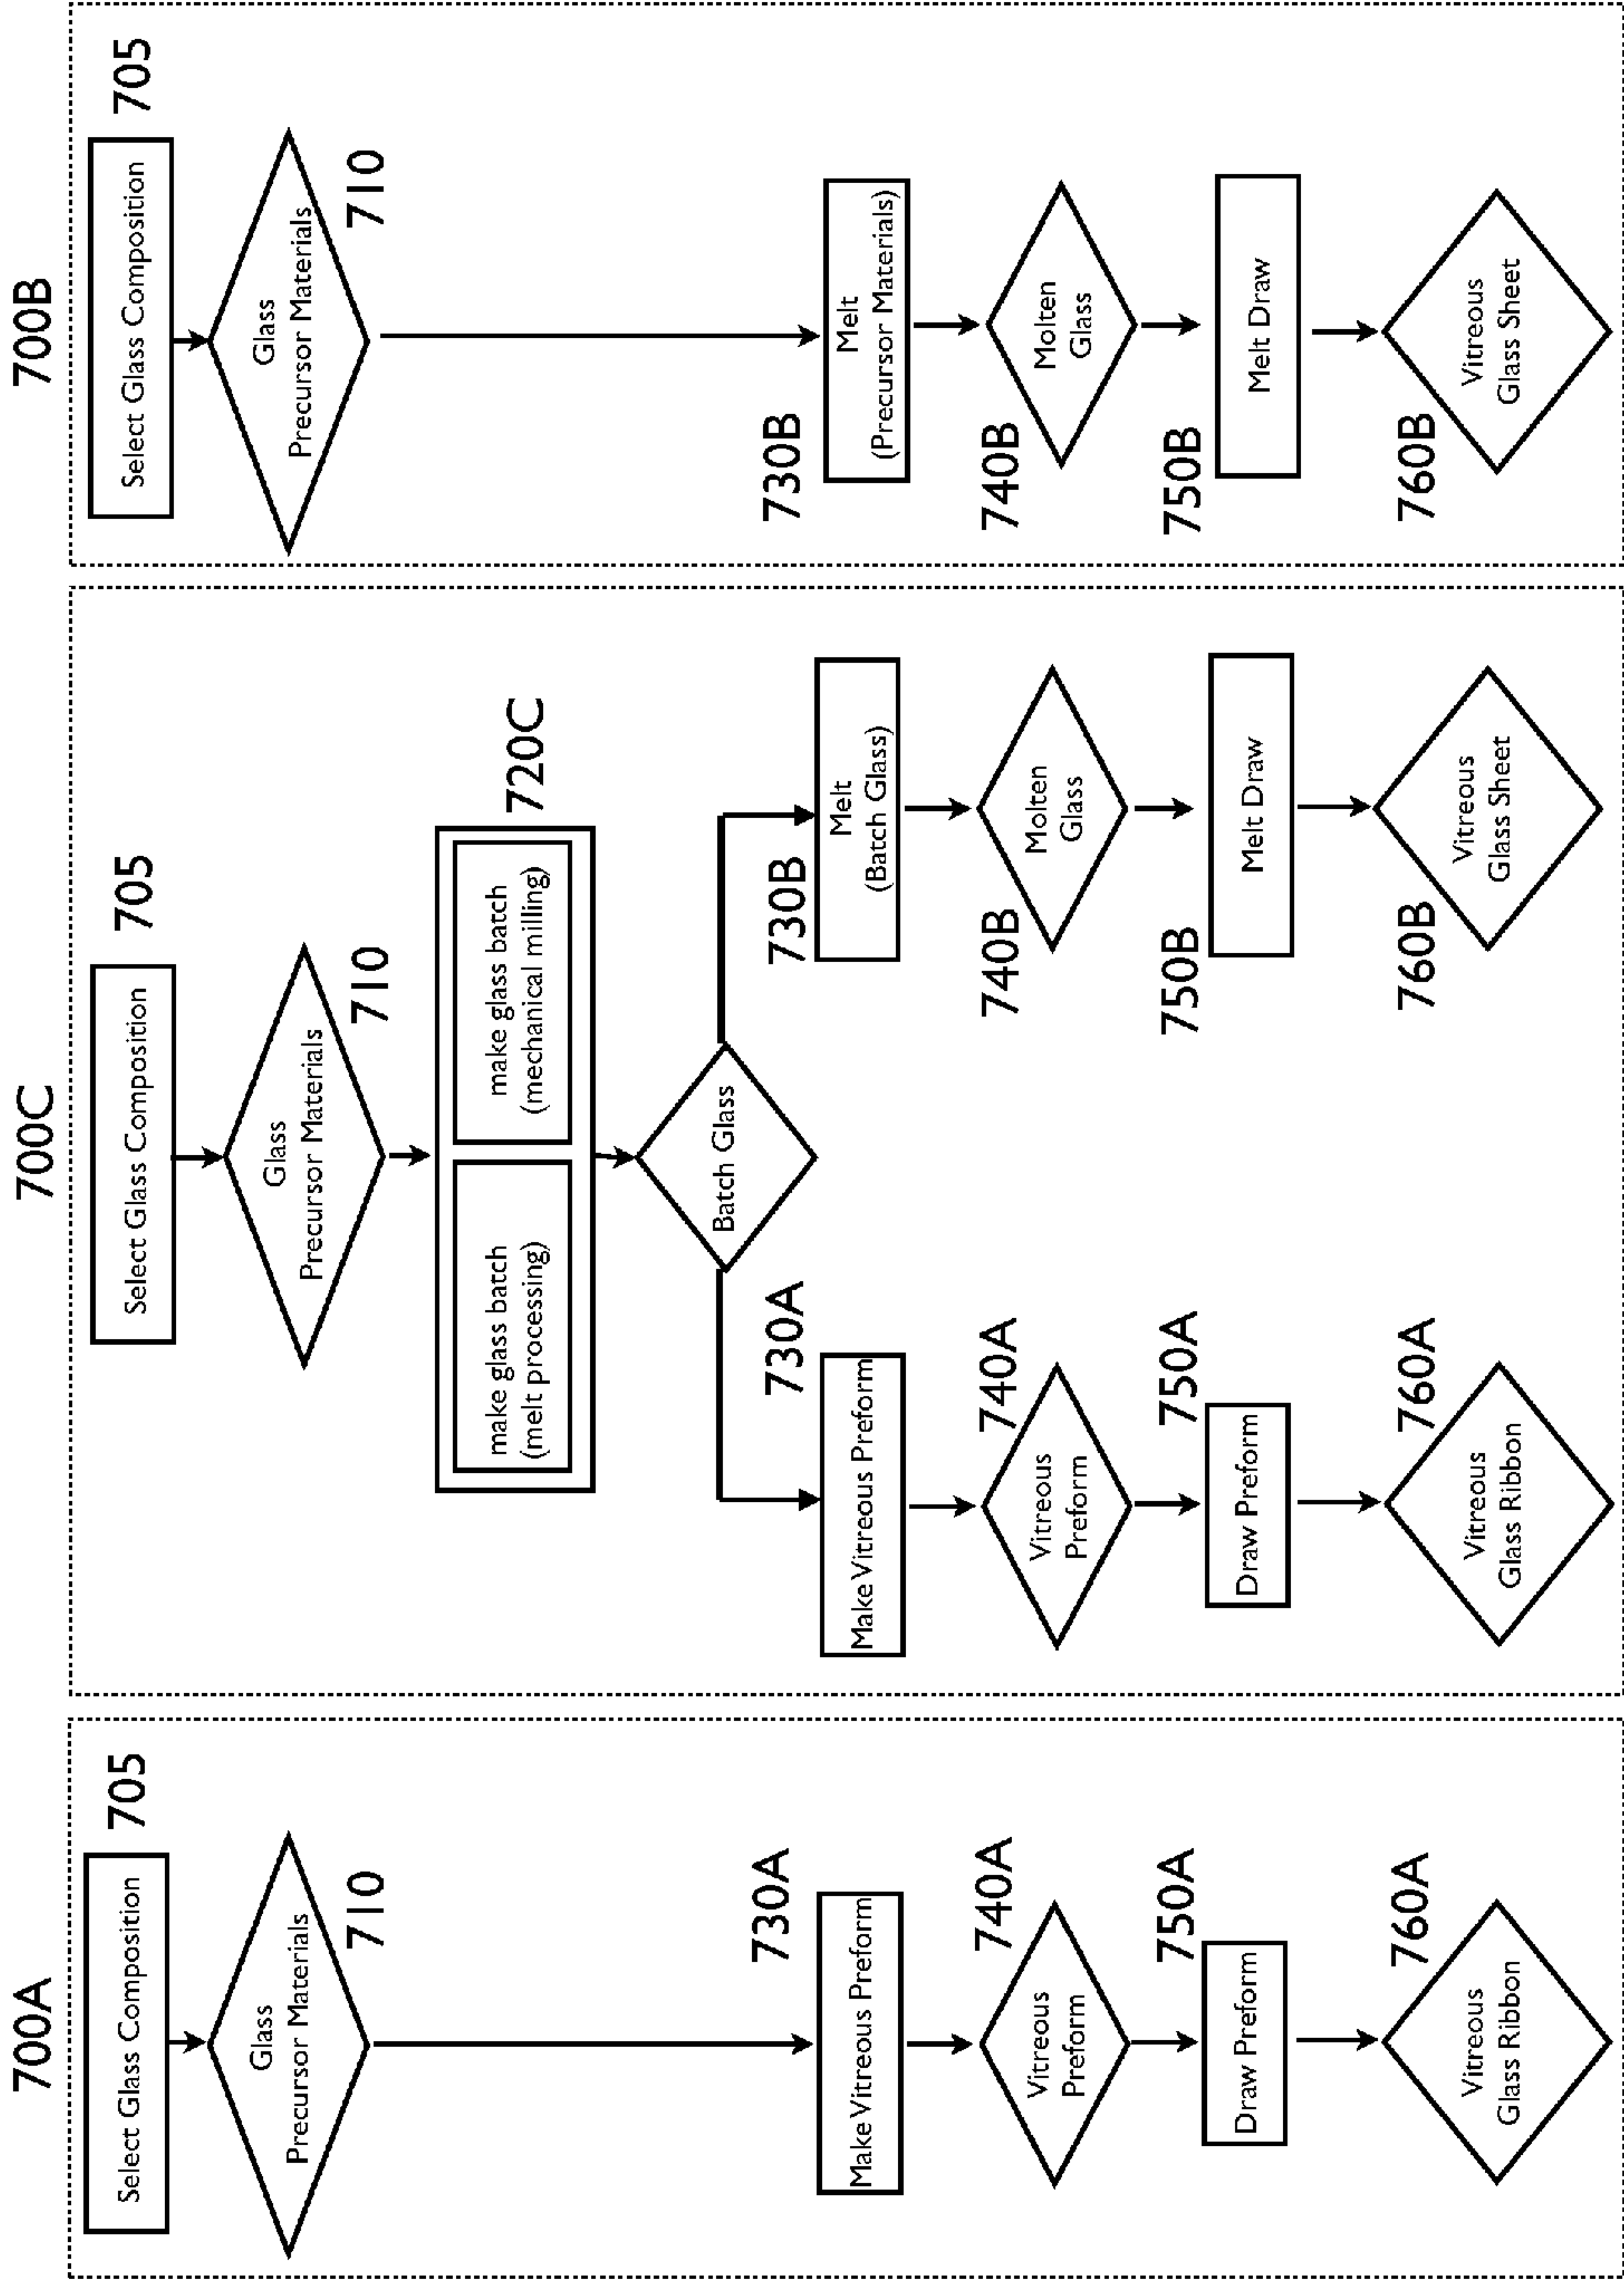 700A
Select Glass Composition
705
Glass
Precursor Materials
710
730A
Make Vitreous Preform
740A
Vitreous
Preform
750A
Draw Preform
760A
Vitreous
Glass Ribbon
700C
Select Glass Composition
705
Glass
Precursor Materials
710
make glass batch
(melt processing)
make glass batch
(mechanical milling)
720C
Batch Glass
730A
Make Vitreous Preform
740A
Vitreous
Preform
750A
Draw Preform
760A
Vitreous
Glass Ribbon
730B
Melt
(Batch Glass)
740B
Molten
Glass
750B
Melt Draw
760B
Vitreous
Glass Sheet
700B
Select Glass Composition
705
Glass
Precursor Materials
710
730B
Melt
(Precursor Materials)
740B
Molten
Glass
750B
Melt Draw
760B
Vitreous
Glass Sheet